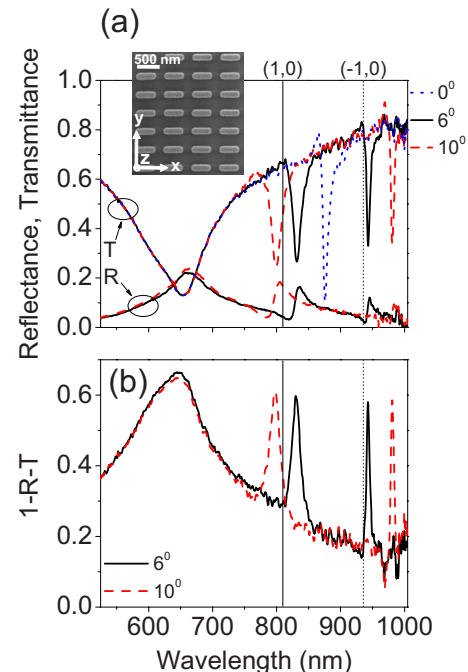 (a)
500 nm
y
z x
(1,0) (-1,0)
0⁰
6⁰
10⁰
Reflectance, Transmittance
1.0
0.8
0.6
0.4
0.2
0.0
T
R
(b)
1-R-T
0.6
0.4
0.2
0.0
6⁰
10⁰
600 700 800 900 1000
Wavelength (nm)